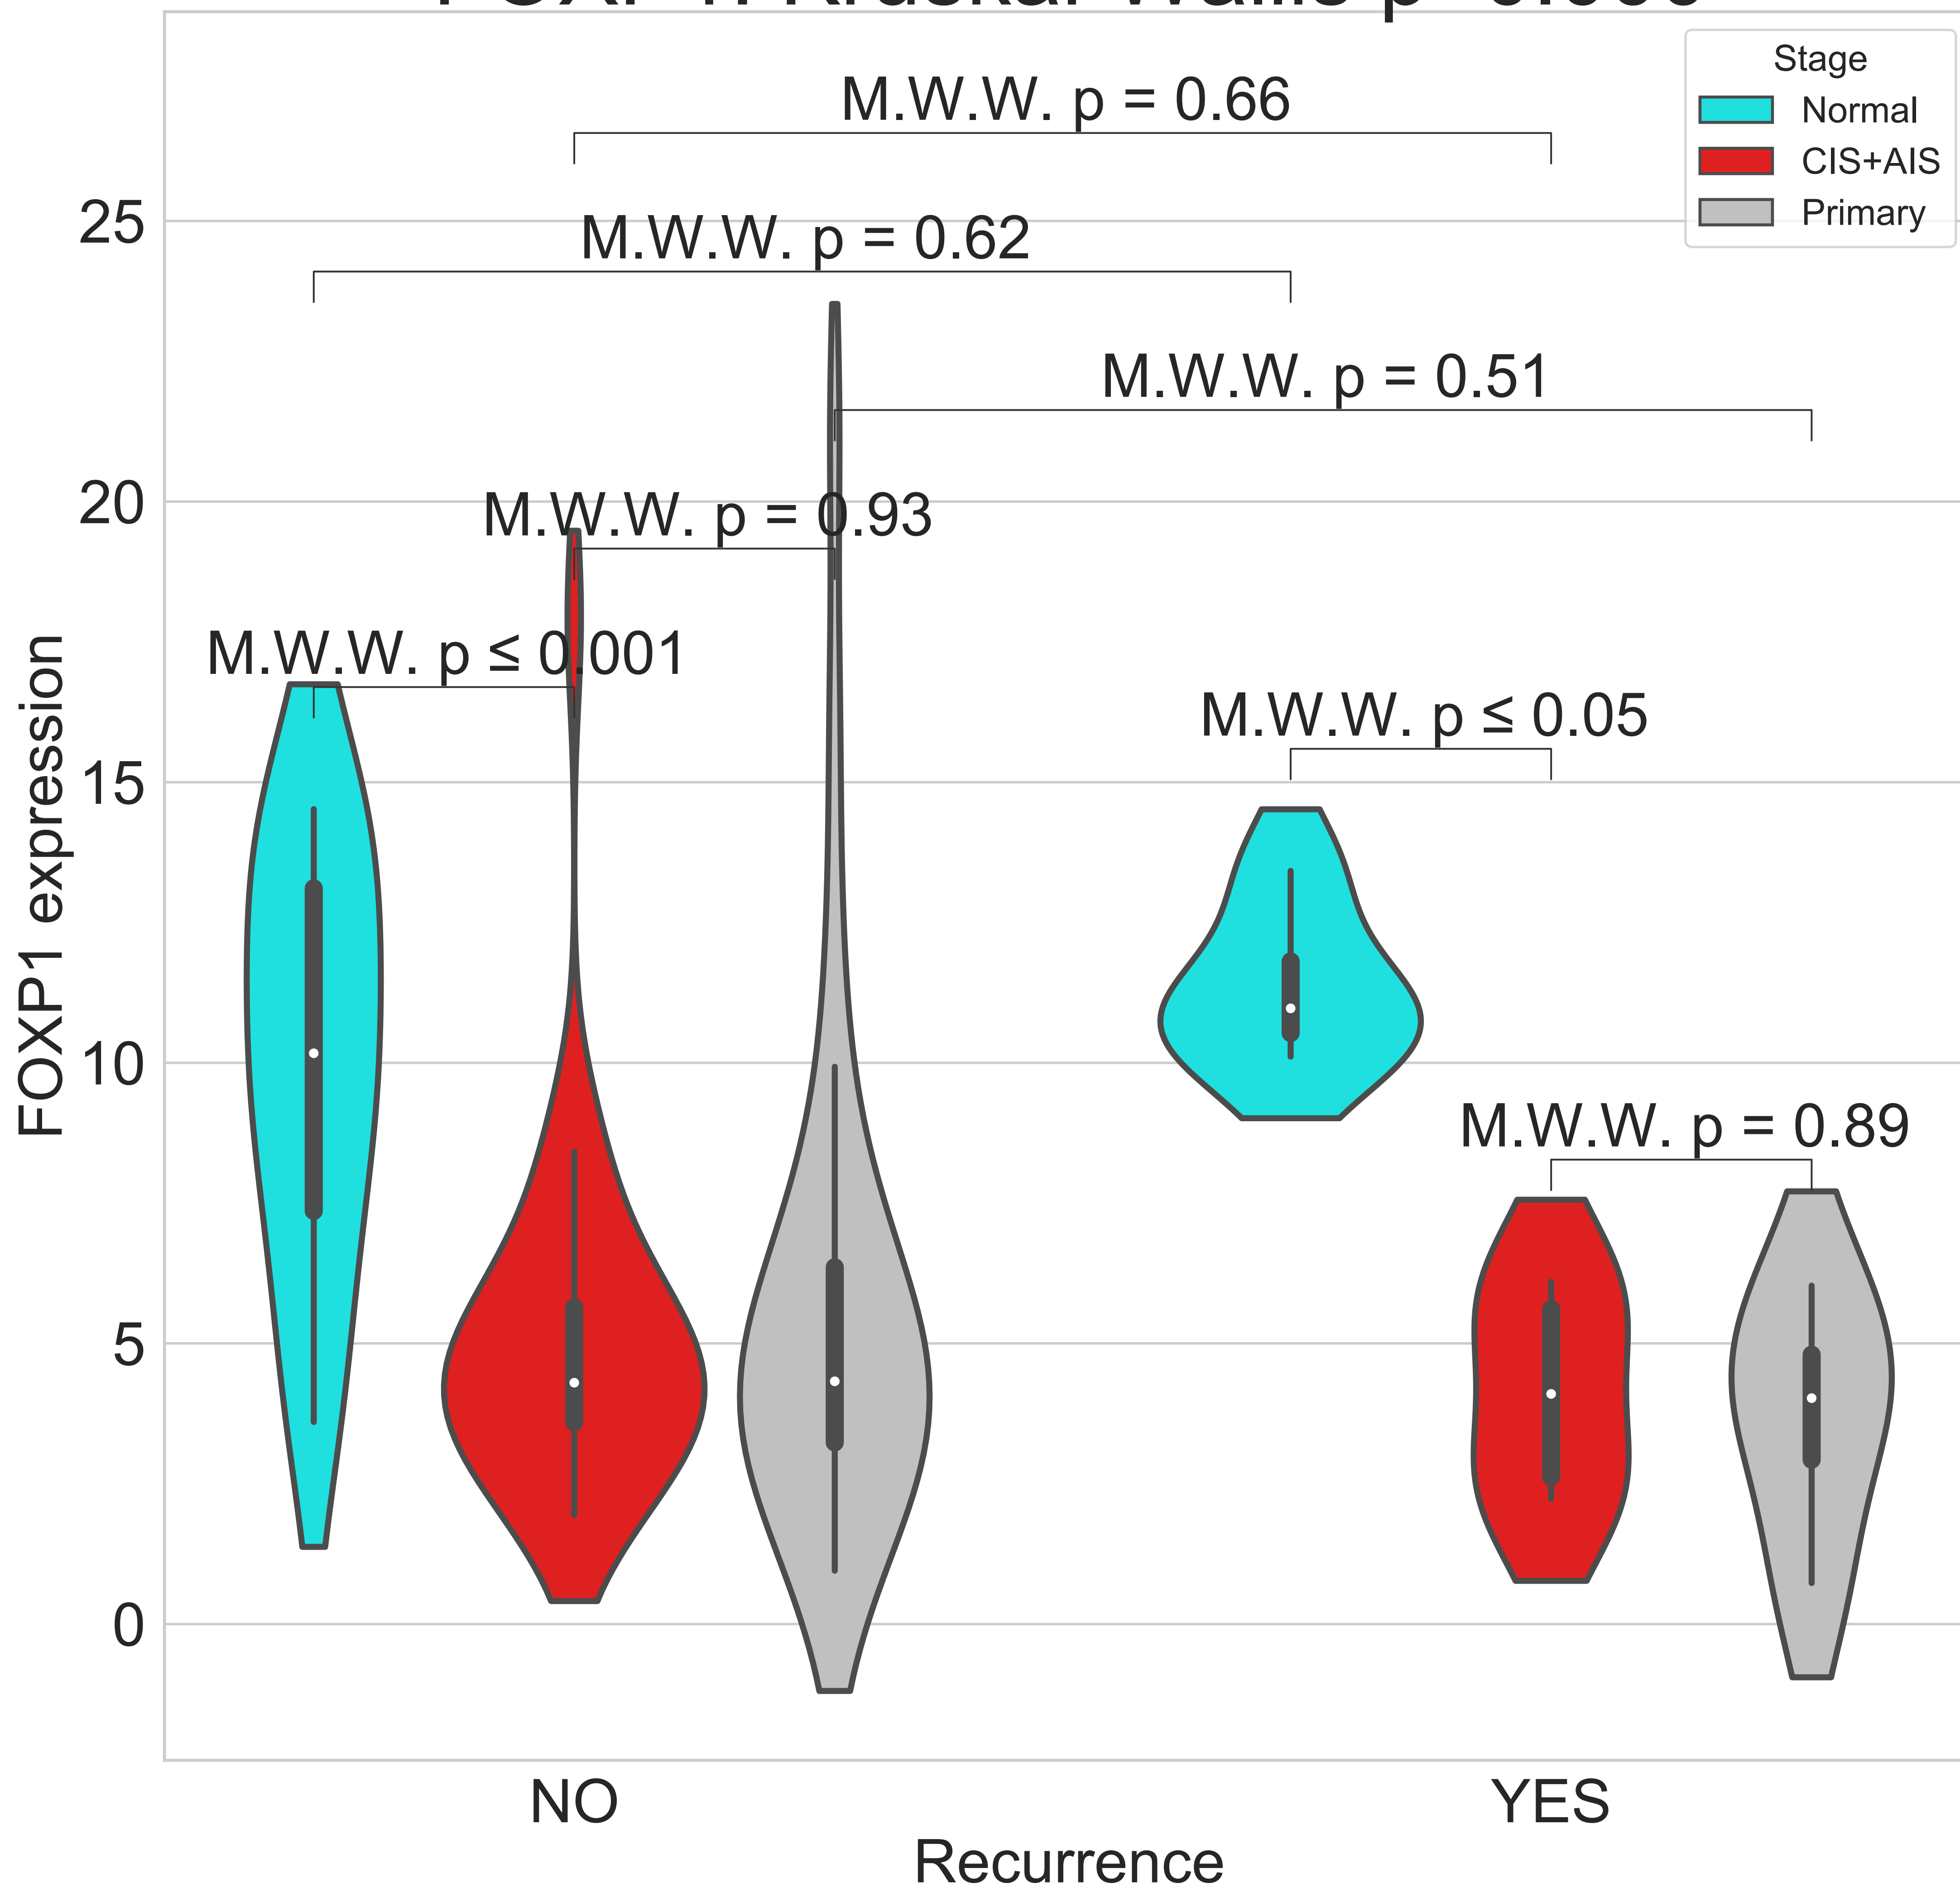 Stage
Normal
CIS+AIS
Primary
M.W.W. p = 0.66
M.W.W. p = 0.62
M.W.W. p = 0.51
M.W.W. p = 0.93
M.W.W. p ≤ 0.001
M.W.W. p ≤ 0.05
M.W.W. p = 0.89
25
20
15
10
5
0
FOXP1 expression
NO
YES
Recurrence